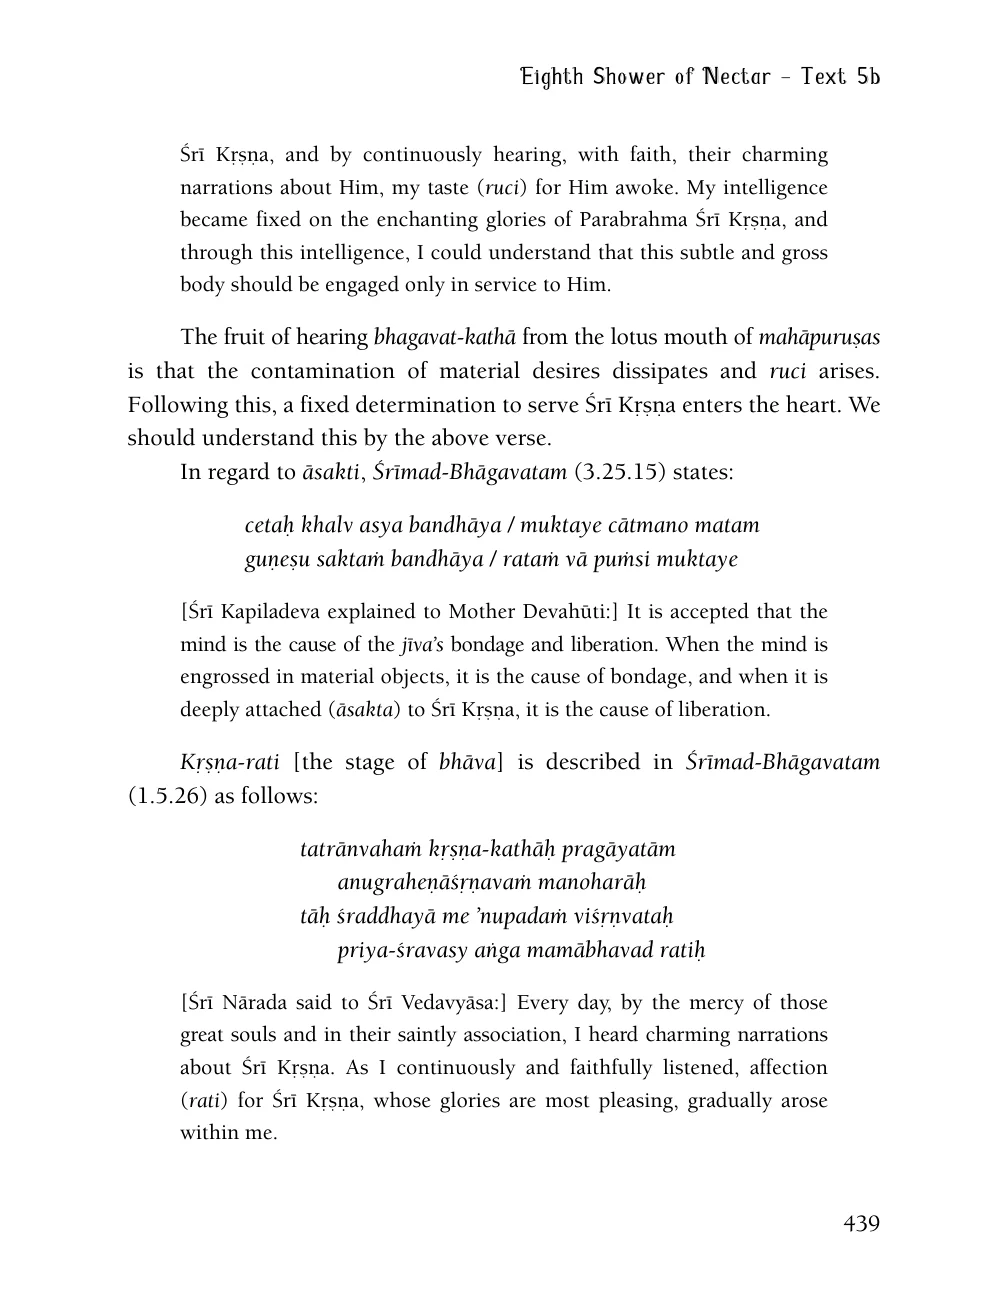 Eighth Shower of Nectar – Text 5b
Śrī Kṛṣṇa, and by continuously hearing, with faith, their charming
narrations about Him, my taste (ruci) for Him awoke. My intelligence
became fixed on the enchanting glories of Parabrahma Śrī Kṛṣṇa, and
through this intelligence, I could understand that this subtle and gross
body should be engaged only in service to Him.
The fruit of hearing bhagavat-kathā from the lotus mouth of mahāpuruṣas
is that the contamination of material desires dissipates and ruci arises.
Following this, a fixed determination to serve Śrī Kṛṣṇa enters the heart. We
should understand this by the above verse.
In regard to āsakti, Śrīmad-Bhāgavatam (3.25.15) states:
cetaḥ khalv asya bandhāya / muktaye cātmano matam
guṇeṣu saktaṁ bandhāya / rataṁ vā puṁsi muktaye
[Śrī Kapiladeva explained to Mother Devahūti:] It is accepted that the
mind is the cause of the jīva’s bondage and liberation. When the mind is
engrossed in material objects, it is the cause of bondage, and when it is
deeply attached (āsakta) to Śrī Kṛṣṇa, it is the cause of liberation.
Kṛṣṇa-rati [the stage of bhāva] is described in Śrīmad-Bhāgavatam
(1.5.26) as follows:
tatrānvahaṁ kṛṣṇa-kathāḥ pragāyatām
anugraheṇāśṛṇavaṁ manoharāḥ
tāḥ śraddhayā me ’nupadaṁ viśṛṇvataḥ
priya-śravasy aṅga mamābhavad ratiḥ
[Śrī Nārada said to Śrī Vedavyāsa:] Every day, by the mercy of those
great souls and in their saintly association, I heard charming narrations
about Śrī Kṛṣṇa. As I continuously and faithfully listened, affection
(rati) for Śrī Kṛṣṇa, whose glories are most pleasing, gradually arose
within me.
439